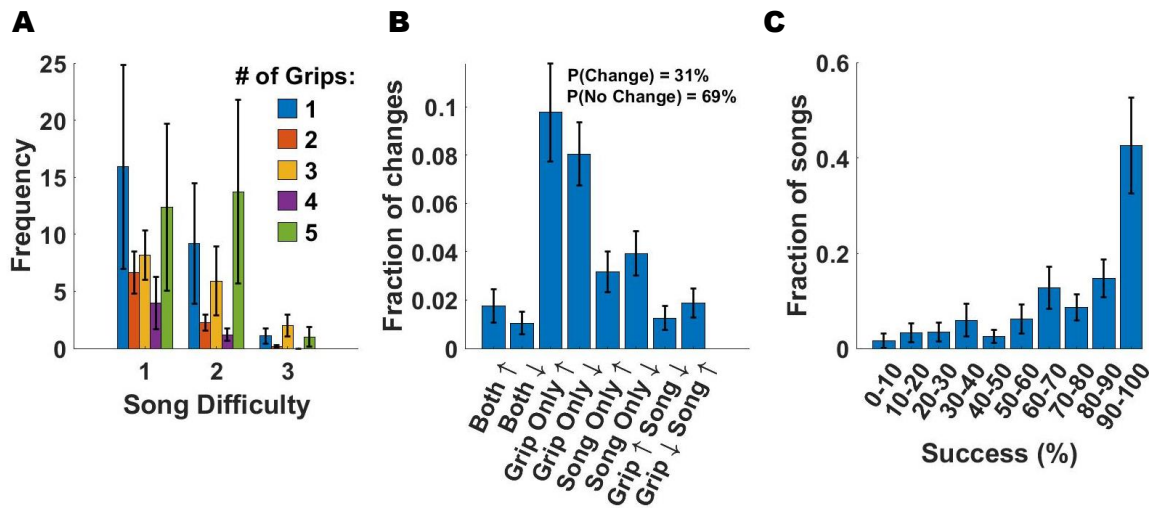 A
B
C
25
20
15
10
5
0
Frequency
# of Grips:
1
2
3
4
5
1
2
3
Song Difficulty
0.1
0.08
0.06
0.04
0.02
0
Fraction of changes
P(Change) = 31%
P(No Change) = 69%
Both ↑
Both ↓
Grip Only ↑
Grip Only ↓
Song Only ↑
Song Only ↓
Grip ↑ Song ↓
Grip ↓ Song ↑
0.6
0.4
0.2
0
Fraction of songs
0-10
10-20
20-30
30-40
40-50
50-60
60-70
70-80
80-90
90-100
Success (%)